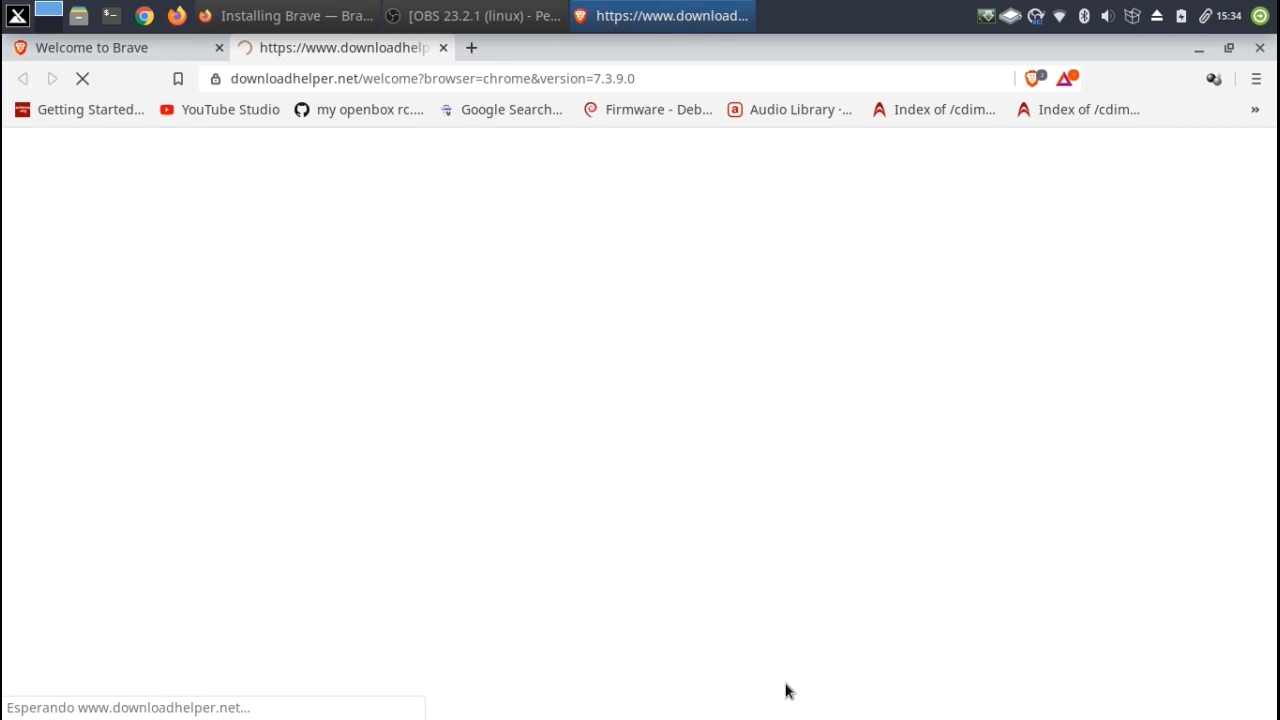 Installing Brave — Bra...
[OBS 23.2.1 (linux) - Pe...
https://www.download...
15:34
Welcome to Brave
https://www.downloadhelp
downloadhelper.net/welcome?browser=chrome&version=7.3.9.0
Getting Started...
YouTube Studio
my openbox rc....
Google Search...
Firmware - Deb...
Audio Library ·...
Index of /cdim...
Index of /cdim...
»
Esperando www.downloadhelper.net...